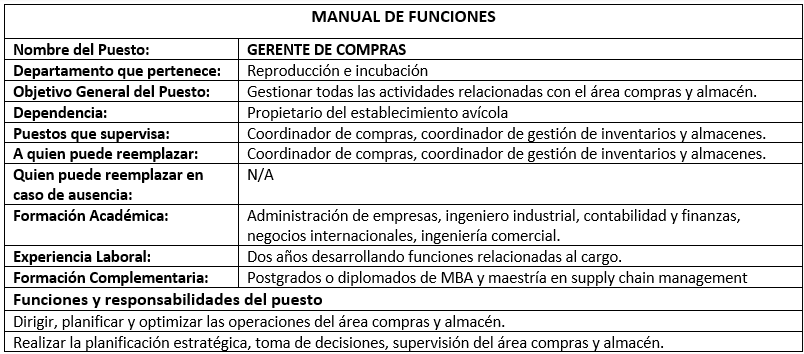 MANUAL DE FUNCIONES
Nombre del Puesto: GERENTE DE COMPRAS
Departamento que pertenece: Reproducción e incubación
Objetivo General del Puesto: Gestionar todas las actividades relacionadas con el área compras y almacén.
Dependencia: Propietario del establecimiento avícola
Puestos que supervisa: Coordinador de compras, coordinador de gestión de inventarios y almacenes.
A quien puede reemplazar: Coordinador de compras, coordinador de gestión de inventarios y almacenes.
Quien puede reemplazar en N/A
caso de ausencia:
Formación Académica: Administración de empresas, ingeniero industrial, contabilidad y finanzas,
negocios internacionales, ingeniería comercial.
Experiencia Laboral: Dos años desarrollando funciones relacionadas al cargo.
Formación Complementaria: Postgrados o diplomados de MBA y maestría en supply chain management
Funciones y responsabilidades del puesto
Dirigir, planificar y optimizar las operaciones del área compras y almacén.
Realizar la planificación estratégica, toma de decisiones, supervisión del área compras y almacén.